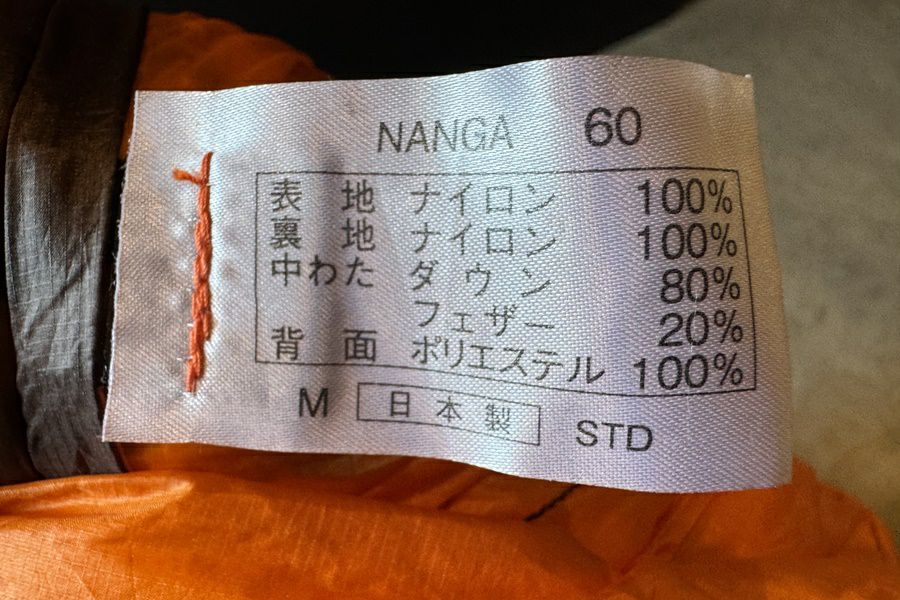 NANGA 60
表地 ナイロン 100%
裏地 ナイロン 100%
中わた ダウン 80%
フェザー 20%
背面 ポリエステル 100%
M 日本製 STD